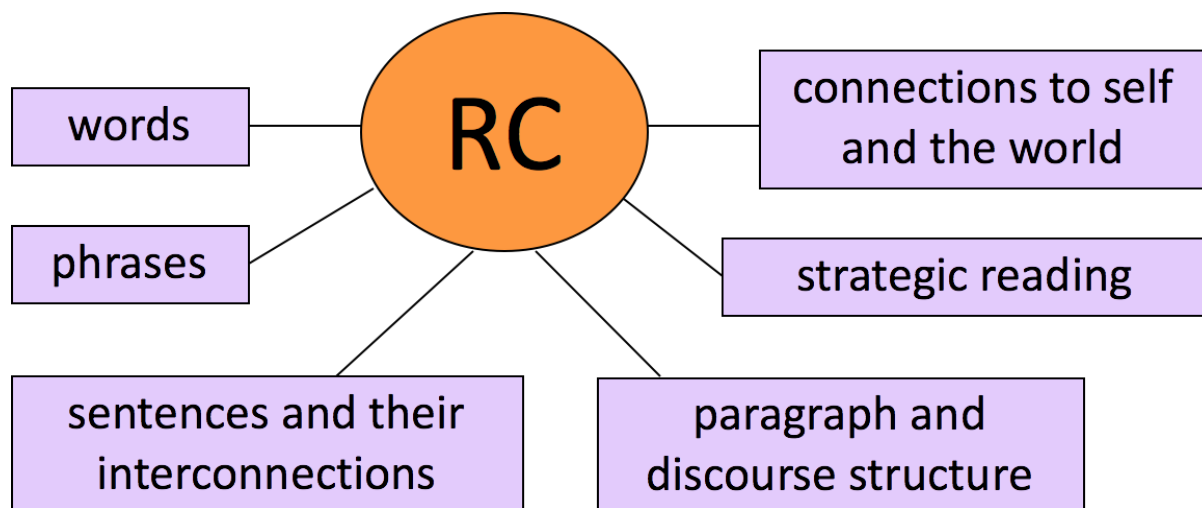 RC
words
phrases
sentences and their
interconnections
paragraph and
discourse structure
strategic reading
connections to self
and the world